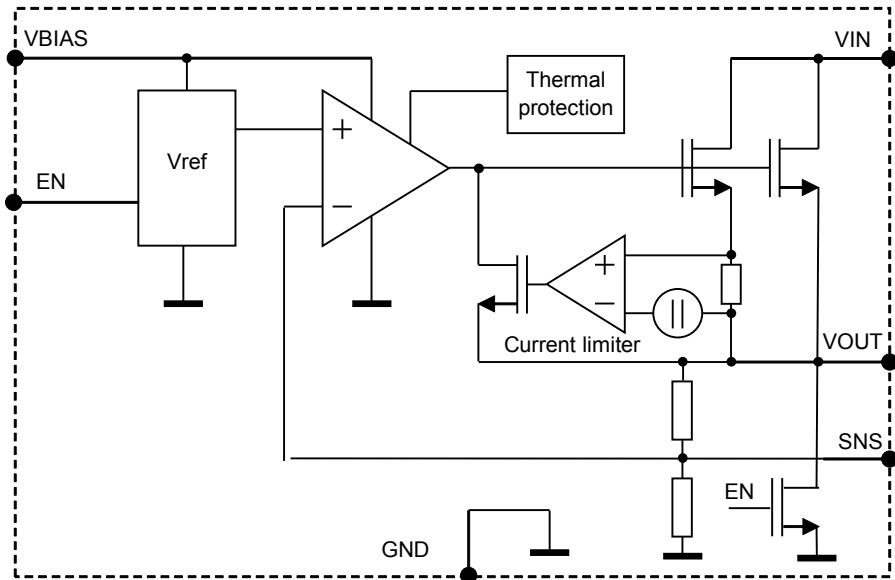 VBIAS
VIN
Thermal
protection
Vref
EN
Current limiter
VOUT
SNS
EN
GND